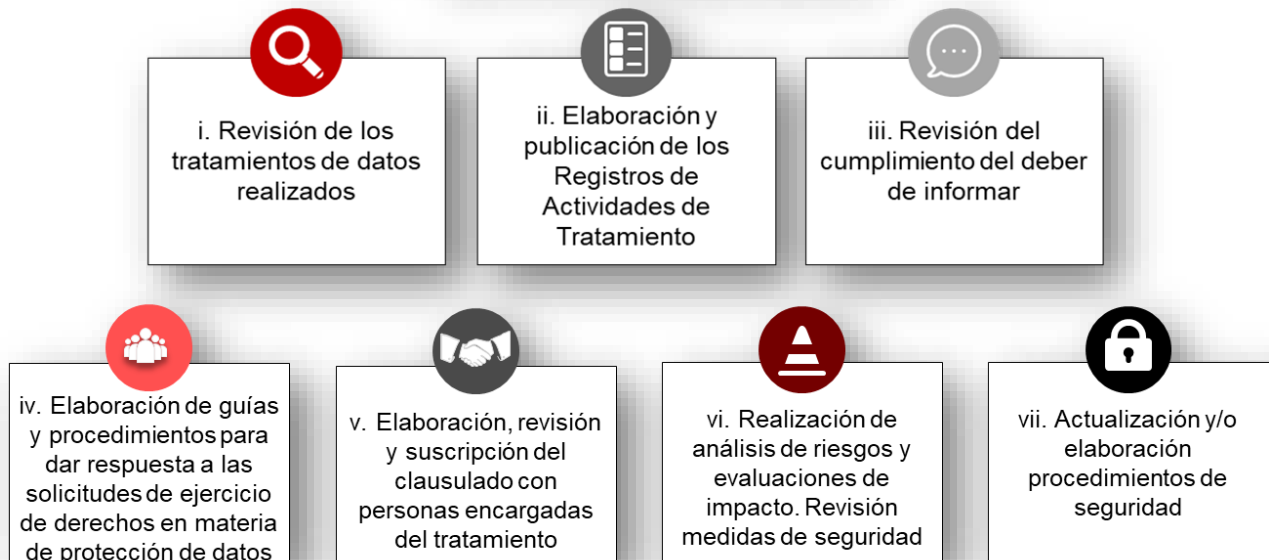 i. Revisión de los
tratamientos de datos
realizados
ii. Elaboración y
publicación de los
Registros de
Actividades de
Tratamiento
iii. Revisión del
cumplimiento del deber
de informar
iv. Elaboración de guías
y procedimientos para
dar respuesta a las
solicitudes de ejercicio
de derechos en materia
de protección de datos
v. Elaboración, revisión
y suscripción del
clausulado con
personas encargadas
del tratamiento
vi. Realización de
análisis de riesgos y
evaluaciones de
impacto. Revisión
medidas de seguridad
vii. Actualización y/o
elaboración
procedimientos de
seguridad